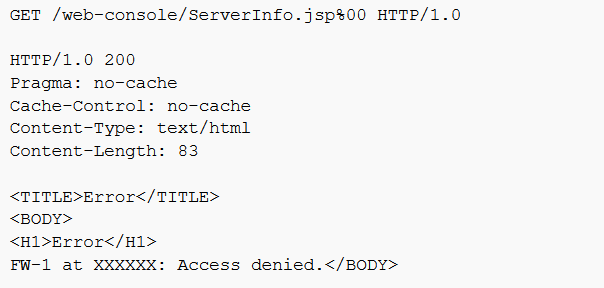 GET /web-console/ServerInfo.jsp%00 HTTP/1.0
HTTP/1.0 200
Pragma: no-cache
Cache-Control: no-cache
Content-Type: text/html
Content-Length: 83
<TITLE>Error</TITLE>
<BODY>
<H1>Error</H1>
FW-1 at XXXXXX: Access denied.</BODY>